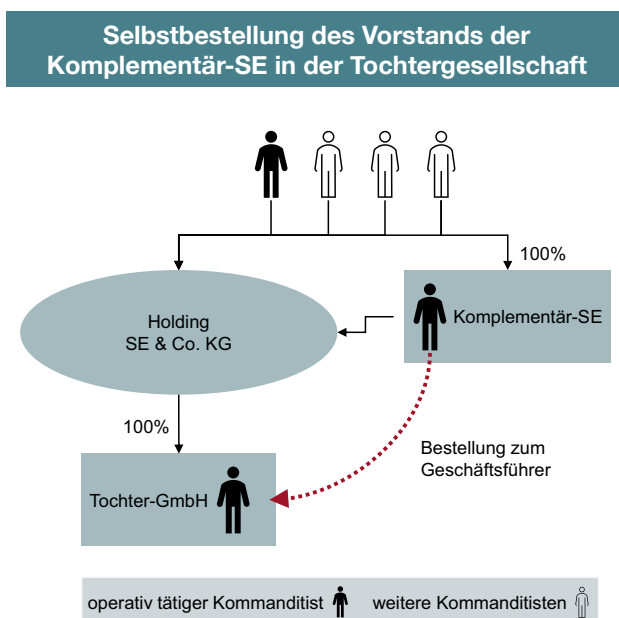 Selbstbestellung des Vorstands der
Komplementär-SE in der Tochtergesellschaft
100%
Holding
SE & Co. KG
Komplementär-SE
100%
Bestellung zum
Geschäftsführer
Tochter-GmbH
operativ tätiger Kommanditist
weitere Kommanditisten